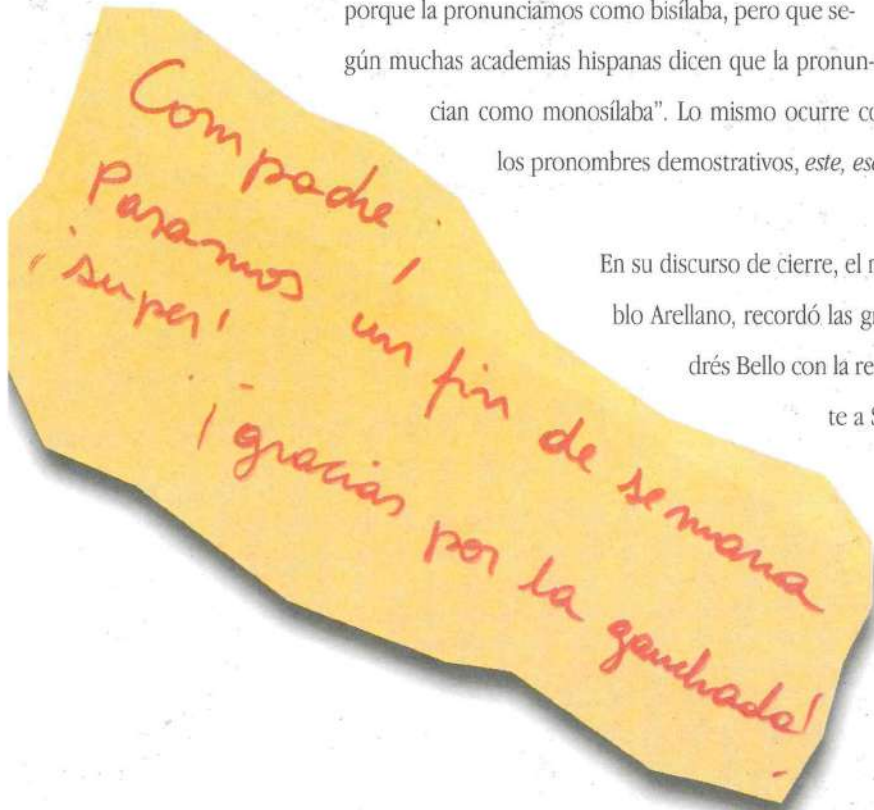 porque la pronunciamos como bisílaba, pero que se-
gún muchas academias hispanas dicen que la pronun-
cian como monosílaba”. Lo mismo ocurre co
los pronombres demostrativos, este, ese
En su discurso de cierre, el
blo Arellano, recordó las gr
drés Bello con la re
te a S
Compadre,
Pasamos un fin de semana
¡super!
¡gracias por la gauchada!